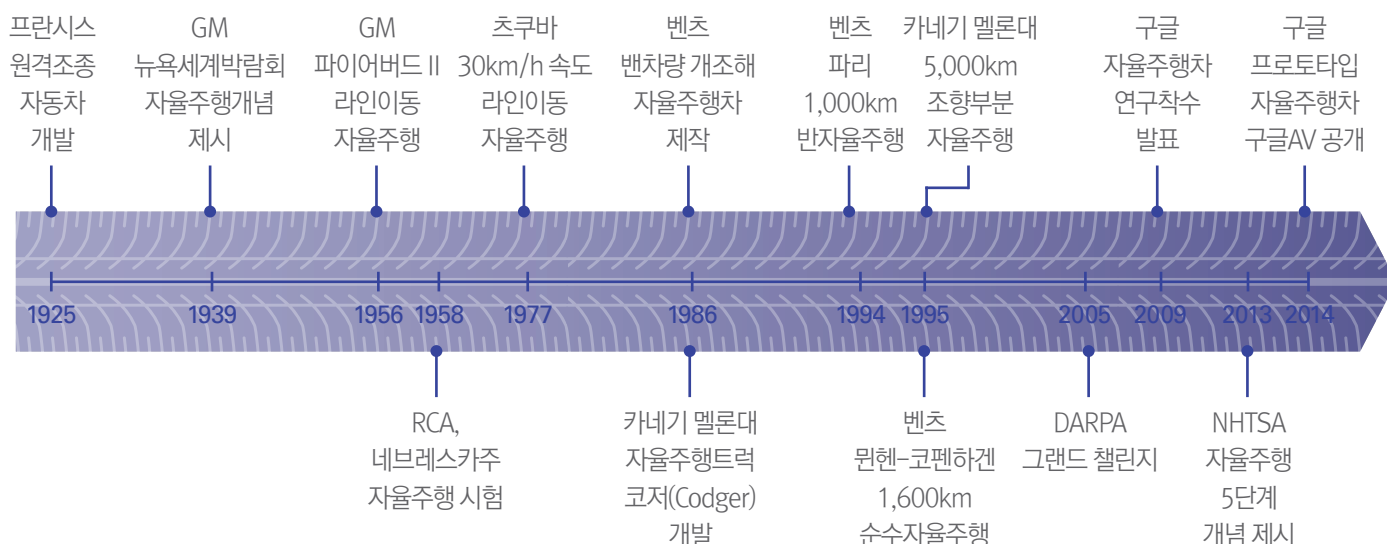 프란시스
원격조종
자동차
개발
GM
뉴욕세계박람회
자율주행개념
제시
GM
파이어버드 II
라인이동
자율주행
츠쿠바
30km/h 속도
라인이동
자율주행
벤츠
밴차량 개조해
자율주행차
제작
벤츠
파리
1,000km
반자율주행
카네기 멜론대
5,000km
조향부분
자율주행
구글
자율주행차
연구착수
발표
구글
프로토타입
자율주행차
구글AV 공개
1925 1939 1956 1958 1977 1986 1994 1995 2005 2009 2013 2014
RCA,
네브레스카주
자율주행 시험
카네기 멜론대
자율주행트럭
코저(Codger)
개발
벤츠
뮌헨-코펜하겐
1,600km
순수자율주행
DARPA
그랜드 챌린지
NHTSA
자율주행
5단계
개념 제시